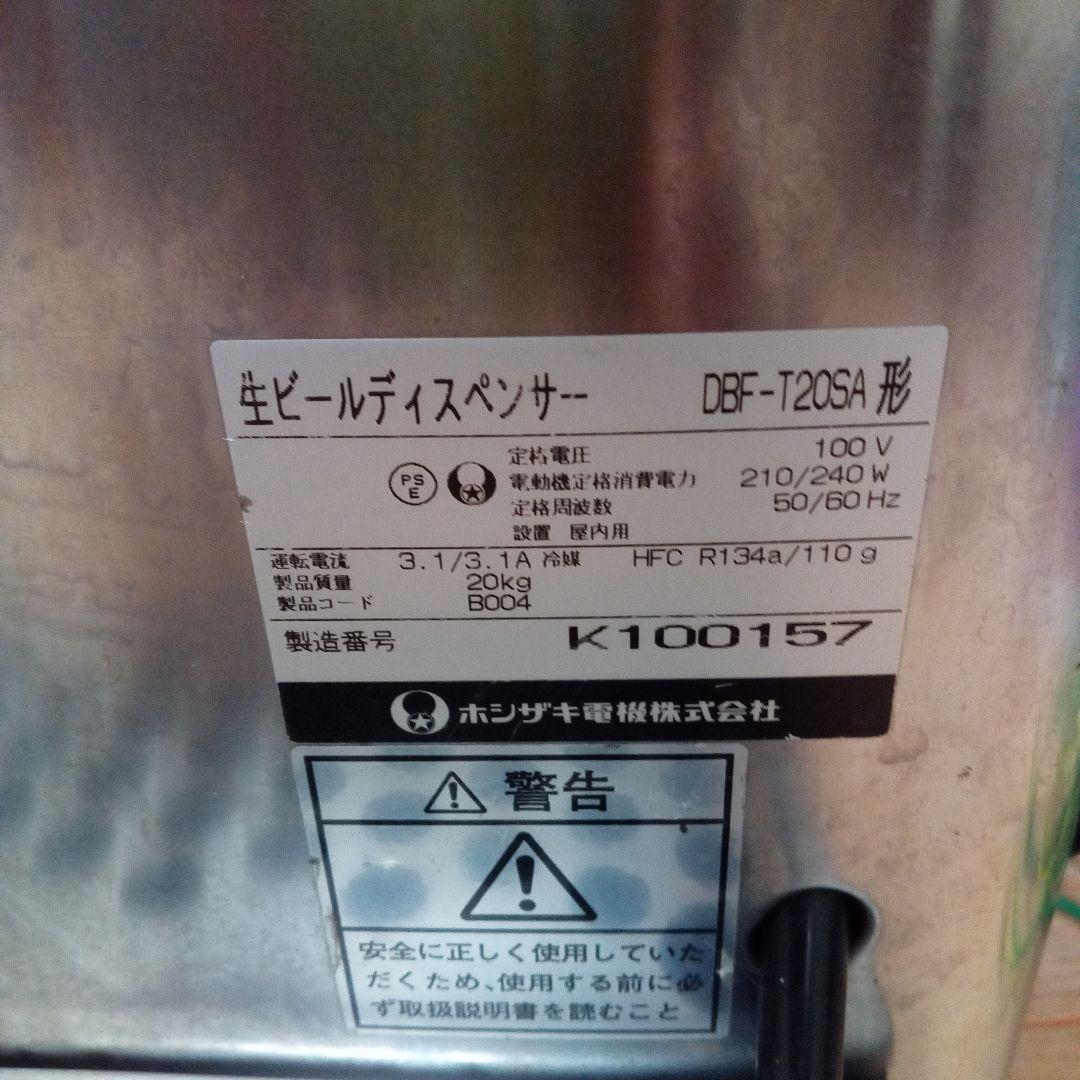 生ビールディスペンサー DBF-T20SA 形
PS E
定格電圧 100 V
電動機定格消費電力 210/240 W
定格周波数 50/60 Hz
設置 屋内用
運転電流 3.1/3.1A 冷媒 HFC R134a/110 g
製品質量 20kg
製品コード B004
製造番号 K100157
ホシザキ電機株式会社
警告
安全に正しく使用していた
だくため、使用する前に必
ず取扱説明書を読むこと